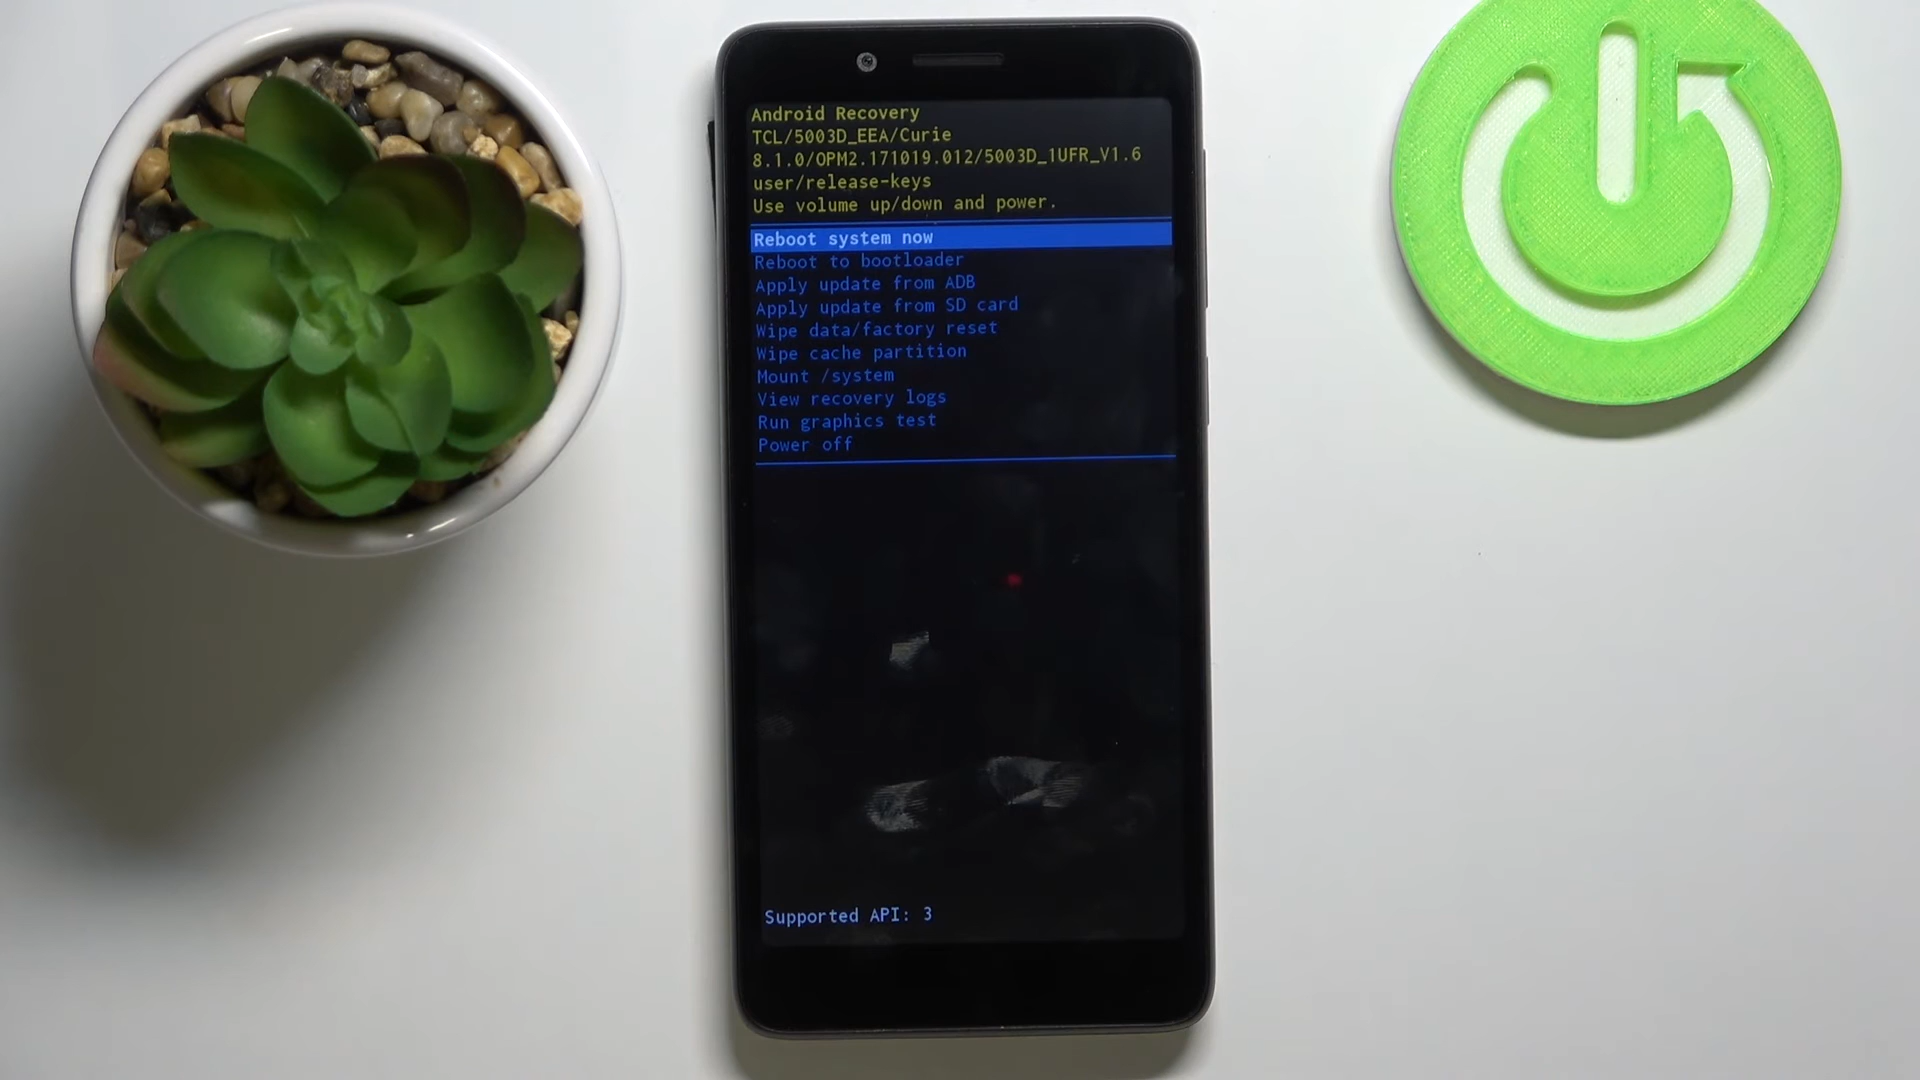 Android Recovery
TCL/5003D_EEA/Curie
8.1.0/OPM2.171019.012/5003D_1UFR_V1.6
user/release-keys
Use volume up/down and power.
Reboot system now
Reboot to bootloader
Apply update from ADB
Apply update from SD card
Wipe data/factory reset
Wipe cache partition
Mount /system
View recovery logs
Run graphics test
Power off
Supported API: 3